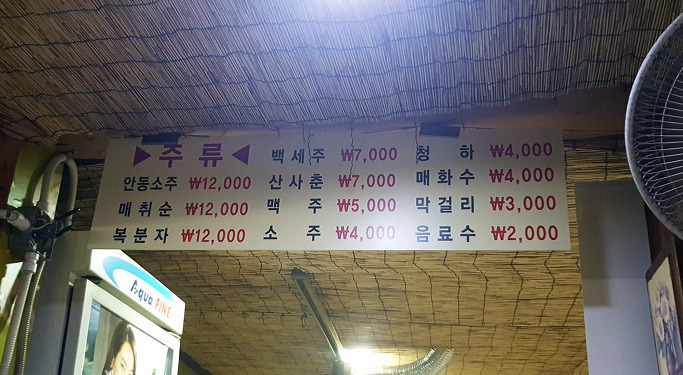 ▶주 류◀ 백세주 ₩7,000 청 하 ₩4,000
안동소주 ₩12,000 산사춘 ₩7,000 매화수 ₩4,000
매취순 ₩12,000 맥 주 ₩5,000 막걸리 ₩3,000
복분자 ₩12,000 소 주 ₩4,000 음료수 ₩2,000
Aqua FINE